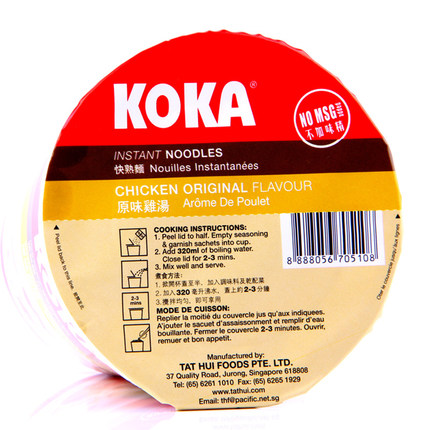 KOKA®
NO MSG
不加味精
INSTANT NOODLES
快熟麵 Nouilles Instantanées
CHICKEN ORIGINAL FLAVOUR
原味雞湯 Arôme De Poulet
COOKING INSTRUCTIONS:
1. Peel lid to half. Empty seasoning
& garnish sachets into cup.
2. Add 320ml of boiling water.
Close lid for 2-3 mins.
3. Mix well and serve.
煮食方法:
1.掀開杯蓋至半,加入調味料及乾配菜
2.加入320毫升沸水,蓋上約2-3分鐘
3.攪拌均勻,即可享用
MODE DE CUISSON:
Replier la moitié du couvercle jus qu'aux indiquees.
Ajouter le sacuet d'assaisonment et remplir d'eau
bouillante. Fermer le couvercle 2-3 minutes. Ouvrir,
remuer et bon appetit.
2-3
mins
8 888056 705108
Manufactured by:
TAT HUI FOODS PTE. LTD.
37 Quality Road, Jurong, Singapore 618808
Tel: (65) 6261 1010 Fax: (65) 6265 1929
www.tathui.com
Email: thf@pacific.net.sg